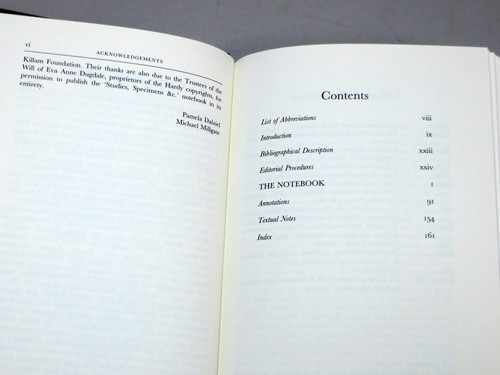 vi
ACKNOWLEDGEMENTS
Killam Foundation. Their thanks are also due to the Trustees of the
Will of Eva Anne Dugdale, proprietors of the Hardy copyrights, for
permission to publish the ‘Studies, Specimens &c.’ notebook in its
entirety.
Pamela Dalziel
Michael Millgate
Contents
List of Abbreviations viii
Introduction ix
Bibliographical Description xxiii
Editorial Procedures xxiv
THE NOTEBOOK 1
Annotations 91
Textual Notes 154
Index 161